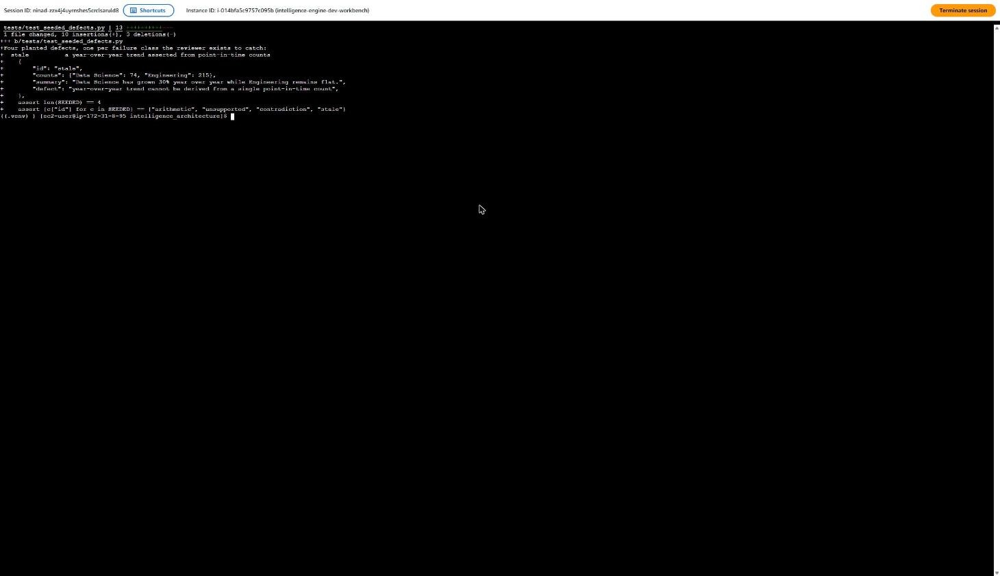 Session ID: ninad-zzx4j4uyrnshes5crclsaruld8 Shortcuts Instance ID: i-014bfa5c9757c095b (intelligence-engine-dev-workbench) Terminate session
tests/test_seeded_defects.py | 13 ++++++++++---
1 file changed, 10 insertions(+), 3 deletions(-)
+++ b/tests/test_seeded_defects.py
+Four planted defects, one per failure class the reviewer exists to catch:
+  stale          a year-over-year trend asserted from point-in-time counts
+    {
+        "id": "stale",
+        "counts": {"Data Science": 74, "Engineering": 215},
+        "summary": "Data Science has grown 30% year over year while Engineering remains flat.",
+        "defect": "year-over-year trend cannot be derived from a single point-in-time count",
+    },
+    assert len(SEEDED) == 4
+    assert {c["id"] for c in SEEDED} == {"arithmetic", "unsupported", "contradiction", "stale"}
((.venv) ) [ec2-user@ip-172-31-8-95 intelligence_architecture]$